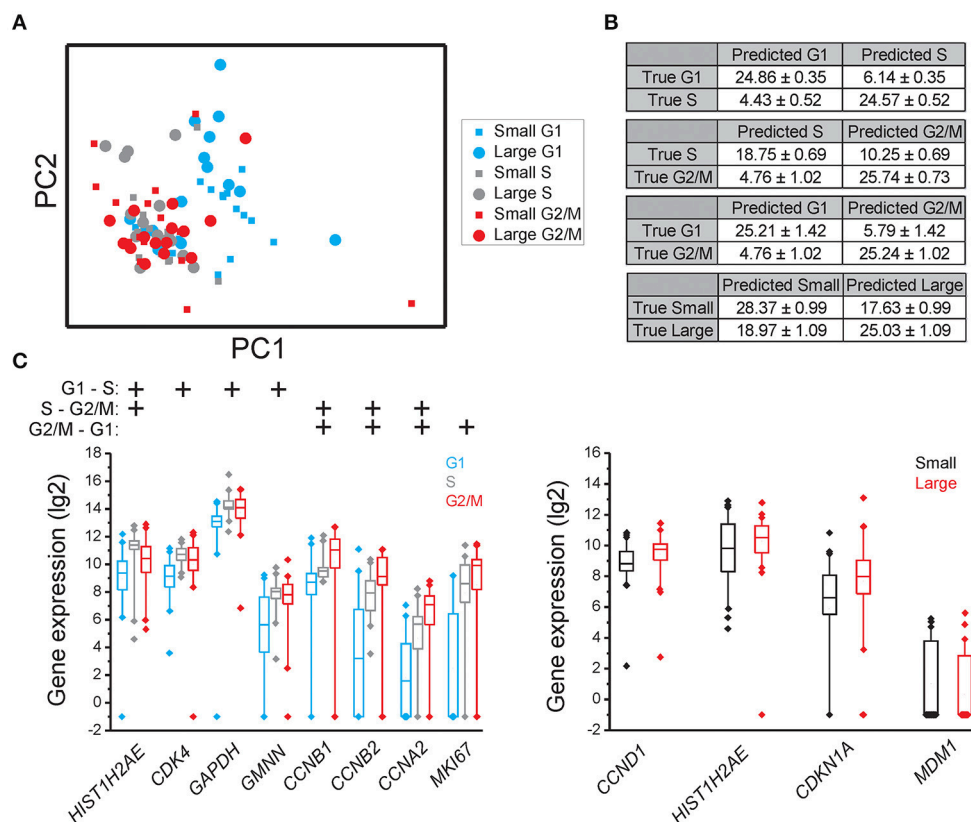 A
PC2
PC1
Small G1
Large G1
Small S
Large S
Small G2/M
Large G2/M
B
Predicted G1 Predicted S
True G1 24.86 ± 0.35 6.14 ± 0.35
True S 4.43 ± 0.52 24.57 ± 0.52
Predicted S Predicted G2/M
True S 18.75 ± 0.69 10.25 ± 0.69
True G2/M 4.76 ± 1.02 25.74 ± 0.73
Predicted G1 Predicted G2/M
True G1 25.21 ± 1.42 5.79 ± 1.42
True G2/M 4.76 ± 1.02 25.24 ± 1.02
Predicted Small Predicted Large
True Small 28.37 ± 0.99 17.63 ± 0.99
True Large 18.97 ± 1.09 25.03 ± 1.09
C
G1 - S: + + + +
S - G2/M: + + + +
G2/M - G1: + + + +
Gene expression (lg2)
18
16
14
12
10
8
6
4
2
0
-2
G1
S
G2/M
HIST1H2AE
CDK4
GAPDH
GMNN
CCNB1
CCNB2
CCNA2
MKI67
Gene expression (lg2)
16
14
12
10
8
6
4
2
0
-2
Small
Large
CCND1
HIST1H2AE
CDKN1A
MDM1